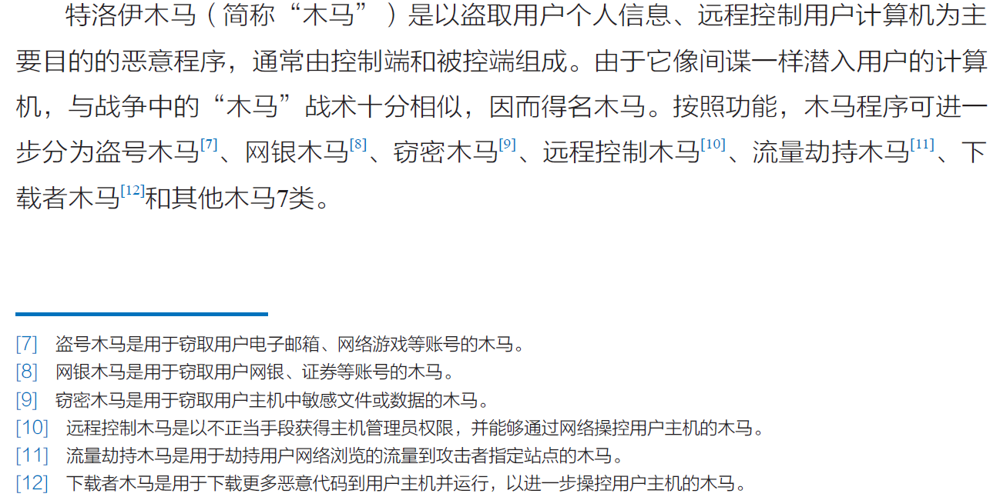 特洛伊木马（简称“木马”）是以盗取用户个人信息、远程控制用户计算机为主
要目的的恶意程序，通常由控制端和被控端组成。由于它像间谍一样潜入用户的计算
机，与战争中的“木马”战术十分相似，因而得名木马。按照功能，木马程序可进一
步分为盗号木马[7]、网银木马[8]、窃密木马[9]、远程控制木马[10]、流量劫持木马[11]、下
载者木马[12]和其他木马7类。
[7] 盗号木马是用于窃取用户电子邮箱、网络游戏等账号的木马。
[8] 网银木马是用于窃取用户网银、证券等账号的木马。
[9] 窃密木马是用于窃取用户主机中敏感文件或数据的木马。
[10] 远程控制木马是以不正当手段获得主机管理员权限，并能够通过网络操控用户主机的木马。
[11] 流量劫持木马是用于劫持用户网络浏览的流量到攻击者指定站点的木马。
[12] 下载者木马是用于下载更多恶意代码到用户主机并运行，以进一步操控用户主机的木马。